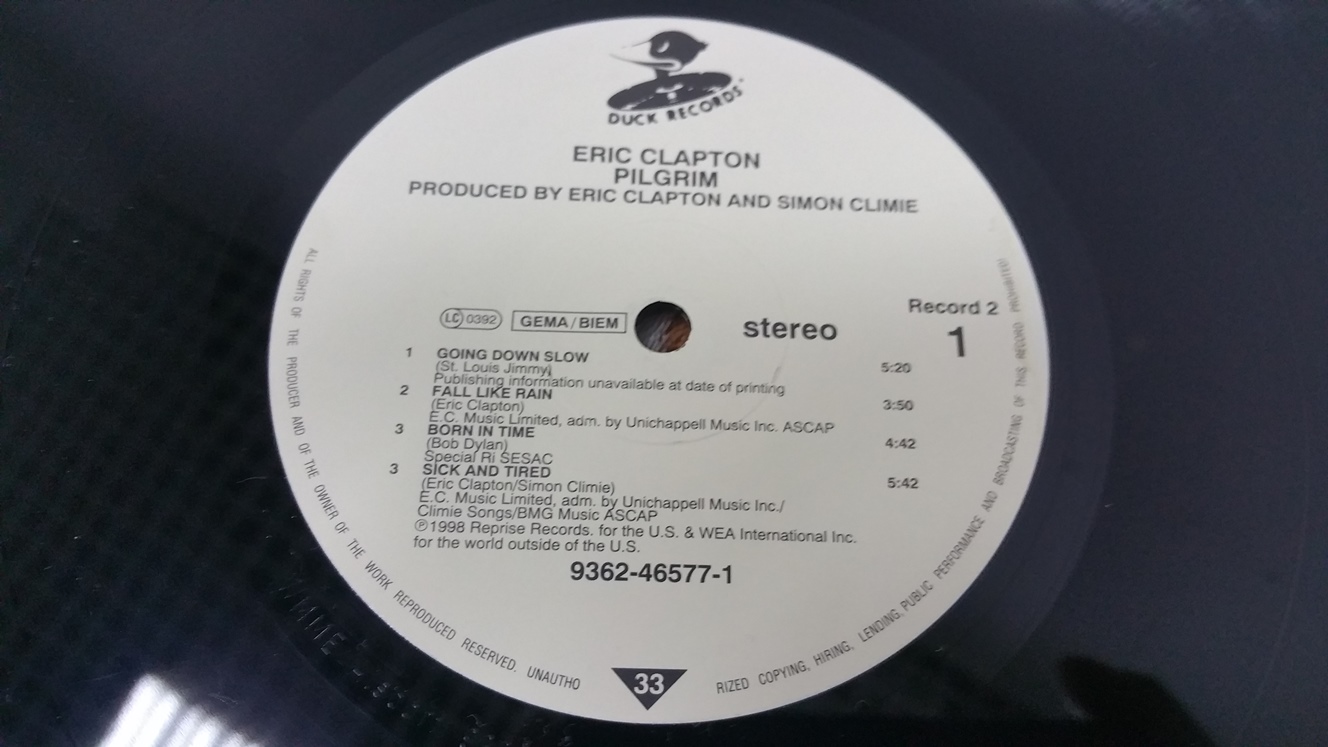 DUCK RECORDS
ERIC CLAPTON
PILGRIM
PRODUCED BY ERIC CLAPTON AND SIMON CLIMIE
Record 2
1
LC 0392 GEMA/BIEM
stereo
1 GOING DOWN SLOW 5:20
(St. Louis Jimmy)
Publishing information unavailable at date of printing
2 FALL LIKE RAIN 3:50
(Eric Clapton)
E.C. Music Limited, adm. by Unichappell Music Inc. ASCAP
3 BORN IN TIME 4:42
(Bob Dylan)
Special Ri SESAC
3 SICK AND TIRED 5:42
(Eric Clapton/Simon Climie)
E.C. Music Limited, adm. by Unichappell Music Inc./
Climie Songs/BMG Music ASCAP
℗1998 Reprise Records. for the U.S. & WEA International Inc.
for the world outside of the U.S.
9362-46577-1
33
ALL RIGHTS OF THE PRODUCER AND OF THE OWNER OF THE WORK REPRODUCED RESERVED. UNAUTHO
RIZED COPYING, HIRING, LENDING, PUBLIC PERFORMANCE AND BROADCASTING OF THIS RECORD PROHIBITED!